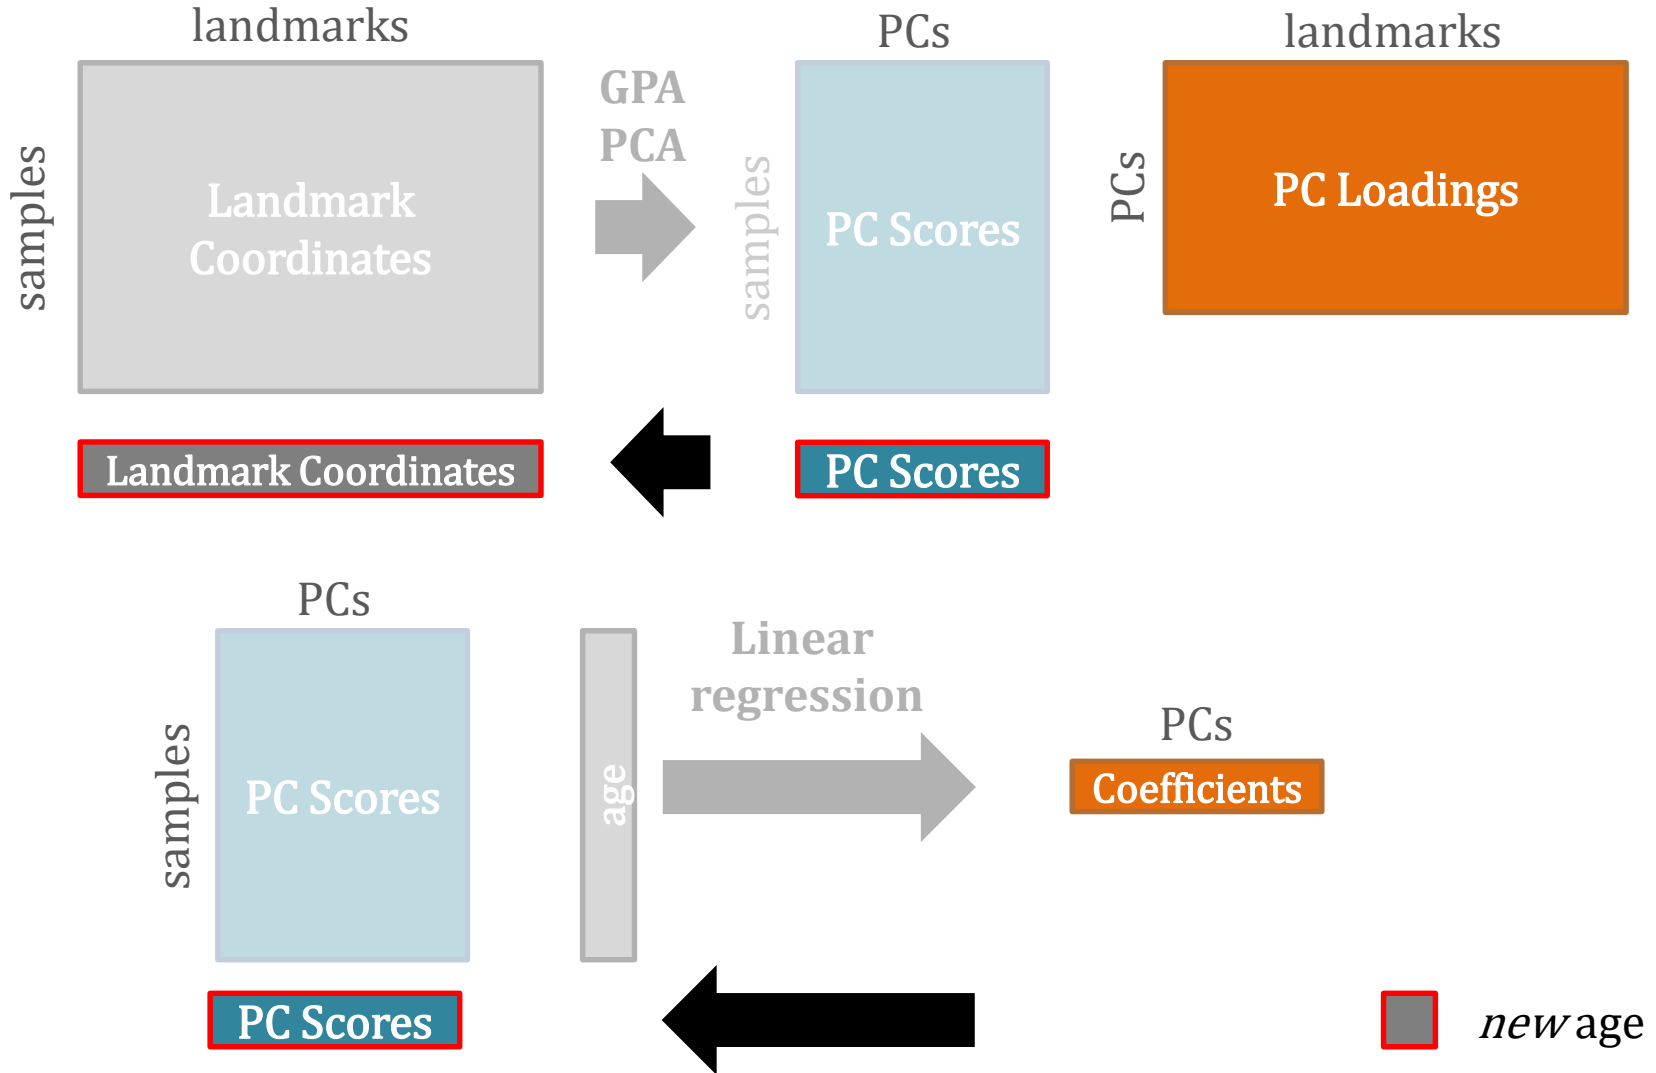 landmarks
samples
Landmark
Coordinates
GPA
PCA
PCs
samples
PC Scores
landmarks
PCs
PC Loadings
Landmark Coordinates
PC Scores
PCs
samples
PC Scores
age
Linear
regression
PCs
Coefficients
PC Scores
new age